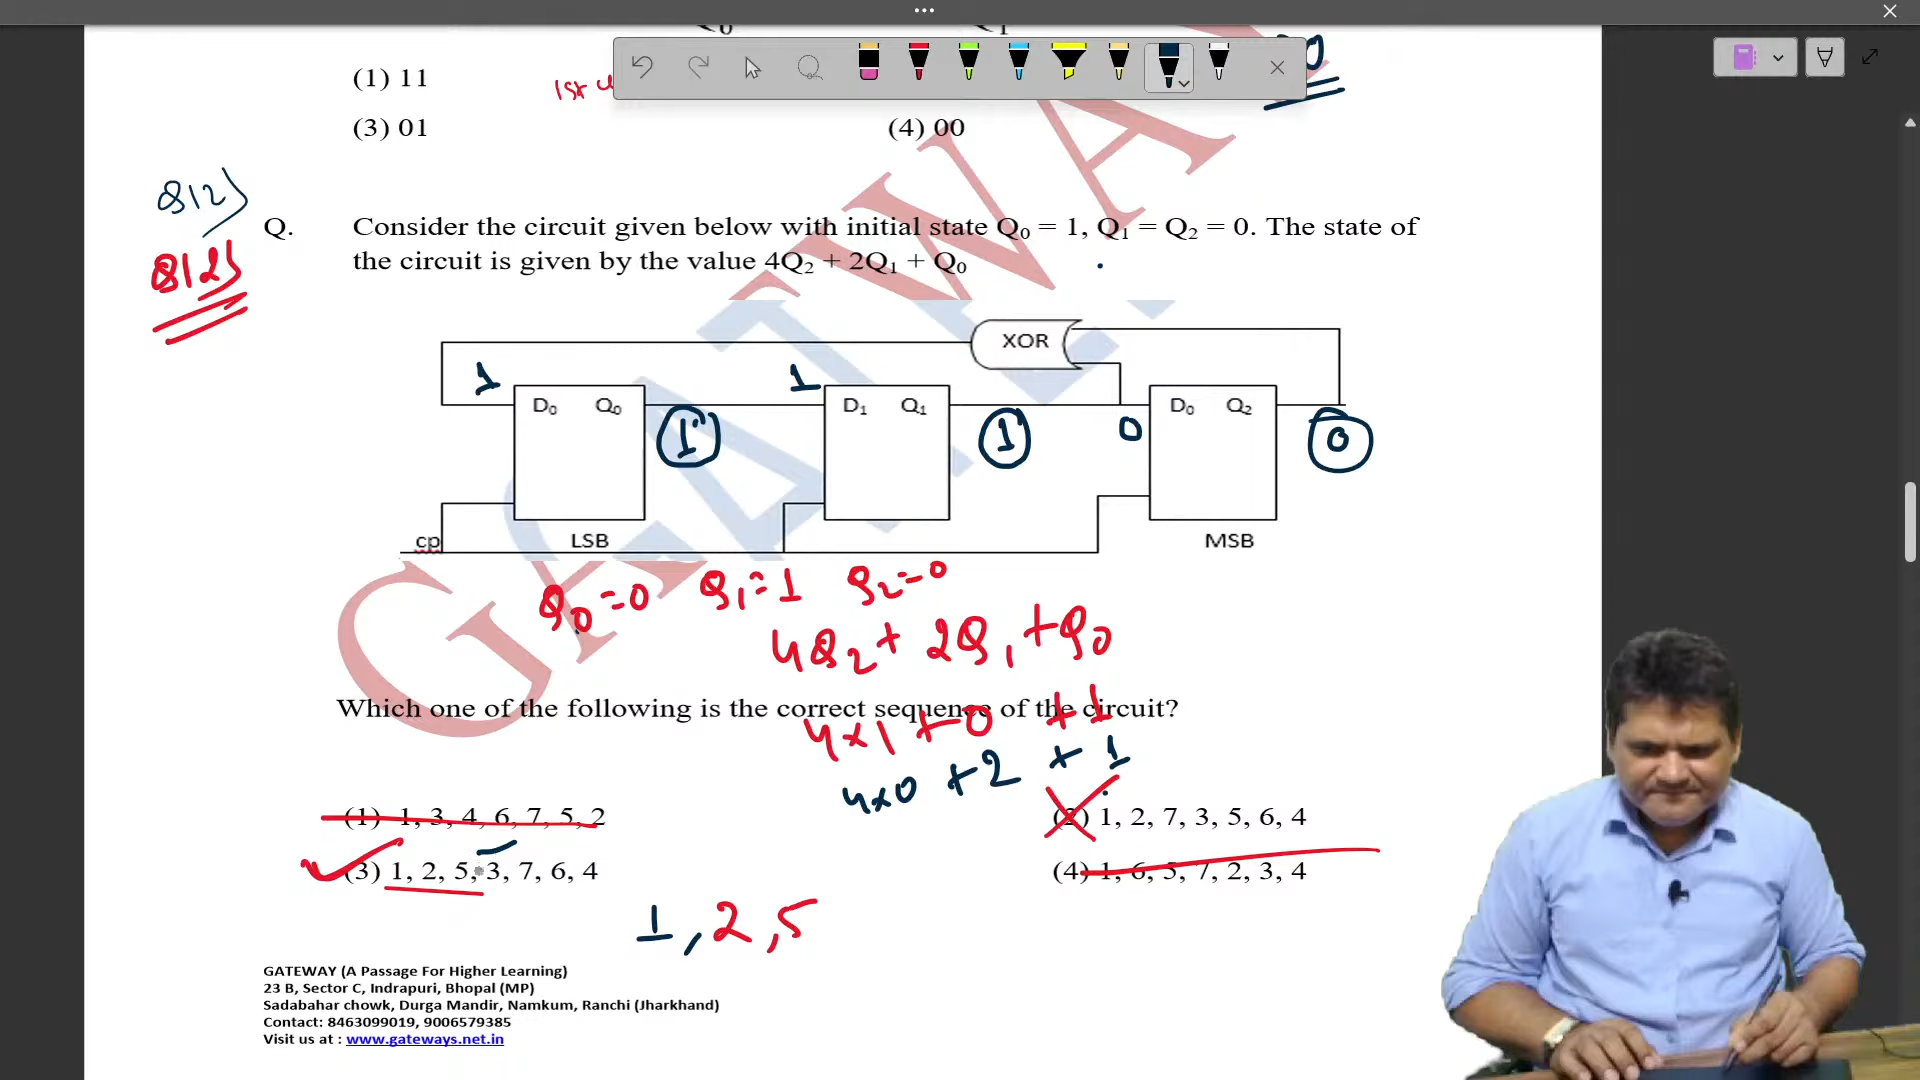 (1) 11
1st
(3) 01
(4) 00
Q. Consider the circuit given below with initial state Q₀ = 1, Q₁ = Q₂ = 0. The state of
the circuit is given by the value 4Q₂ + 2Q₁ + Q₀
XOR
1
1
D₀ Q₀
D₁ Q₁
D₀ Q₂
1
1
0
0
cp
LSB
MSB
Q₀=0 Q₁=1 Q₂=0
4Q₂+ 2Q₁+Q₀
Which one of the following is the correct sequence of the circuit?
4×1+0 +1
4×0+2+1
(1) 1, 3, 4, 6, 7, 5, 2
(2) 1, 2, 7, 3, 5, 6, 4
(3) 1, 2, 5, 3, 7, 6, 4
(4) 1, 6, 5, 7, 2, 3, 4
1,2,5
GATEWAY
GATEWAY (A Passage For Higher Learning)
23 B, Sector C, Indrapuri, Bhopal (MP)
Sadabahar chowk, Durga Mandir, Namkum, Ranchi (Jharkhand)
Contact: 8463099019, 9006579385
Visit us at : www.gateways.net.in